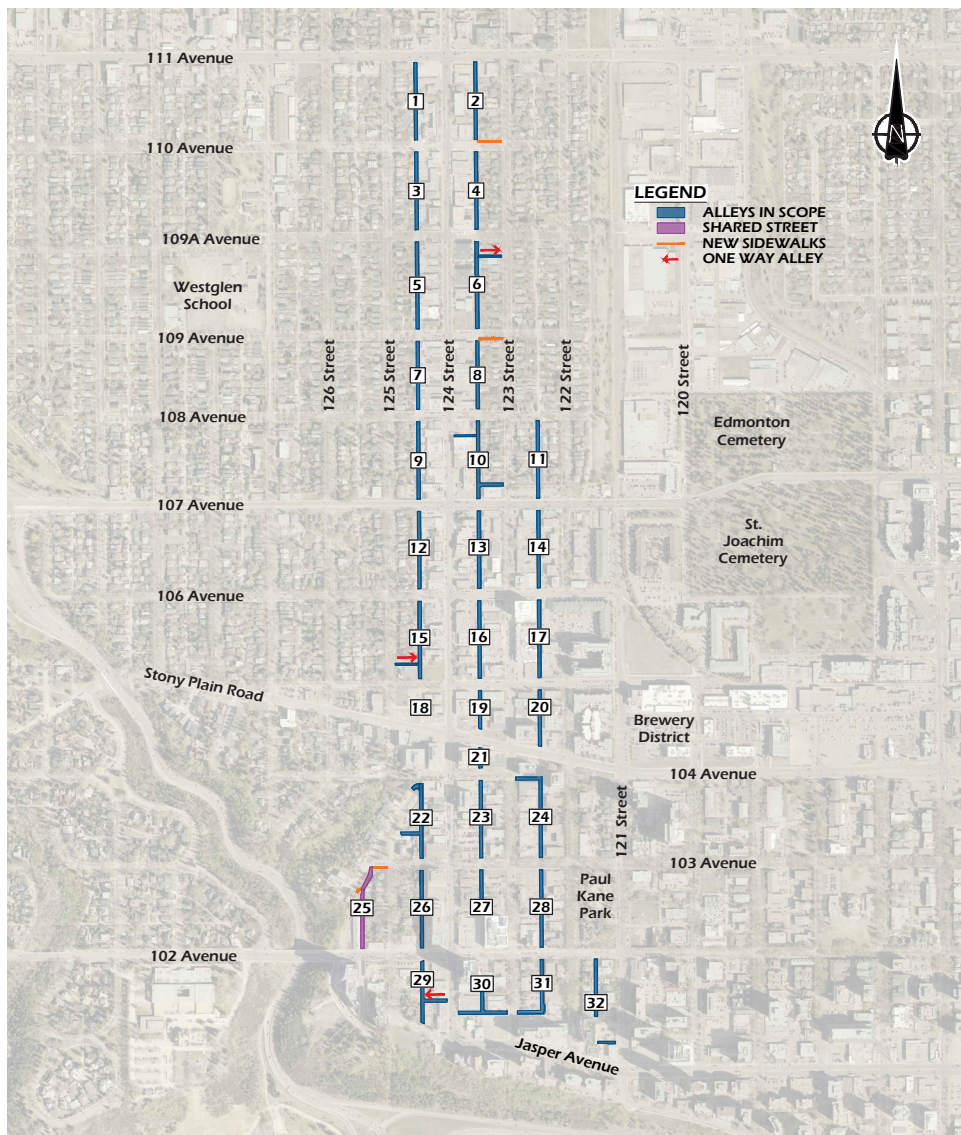 111 Avenue
1
2
110 Avenue
3
4
109A Avenue
5
6
Westglen
School
109 Avenue
7
8
126 Street
125 Street
124 Street
123 Street
122 Street
120 Street
108 Avenue
9
10
11
Edmonton
Cemetery
107 Avenue
12
13
14
St.
Joachim
Cemetery
106 Avenue
15
16
17
Stony Plain Road
18
19
20
Brewery
District
21
104 Avenue
22
23
24
121 Street
103 Avenue
25
26
27
28
Paul
Kane
Park
102 Avenue
29
30
31
32
Jasper Avenue
N
LEGEND
ALLEYS IN SCOPE
SHARED STREET
NEW SIDEWALKS
ONE WAY ALLEY